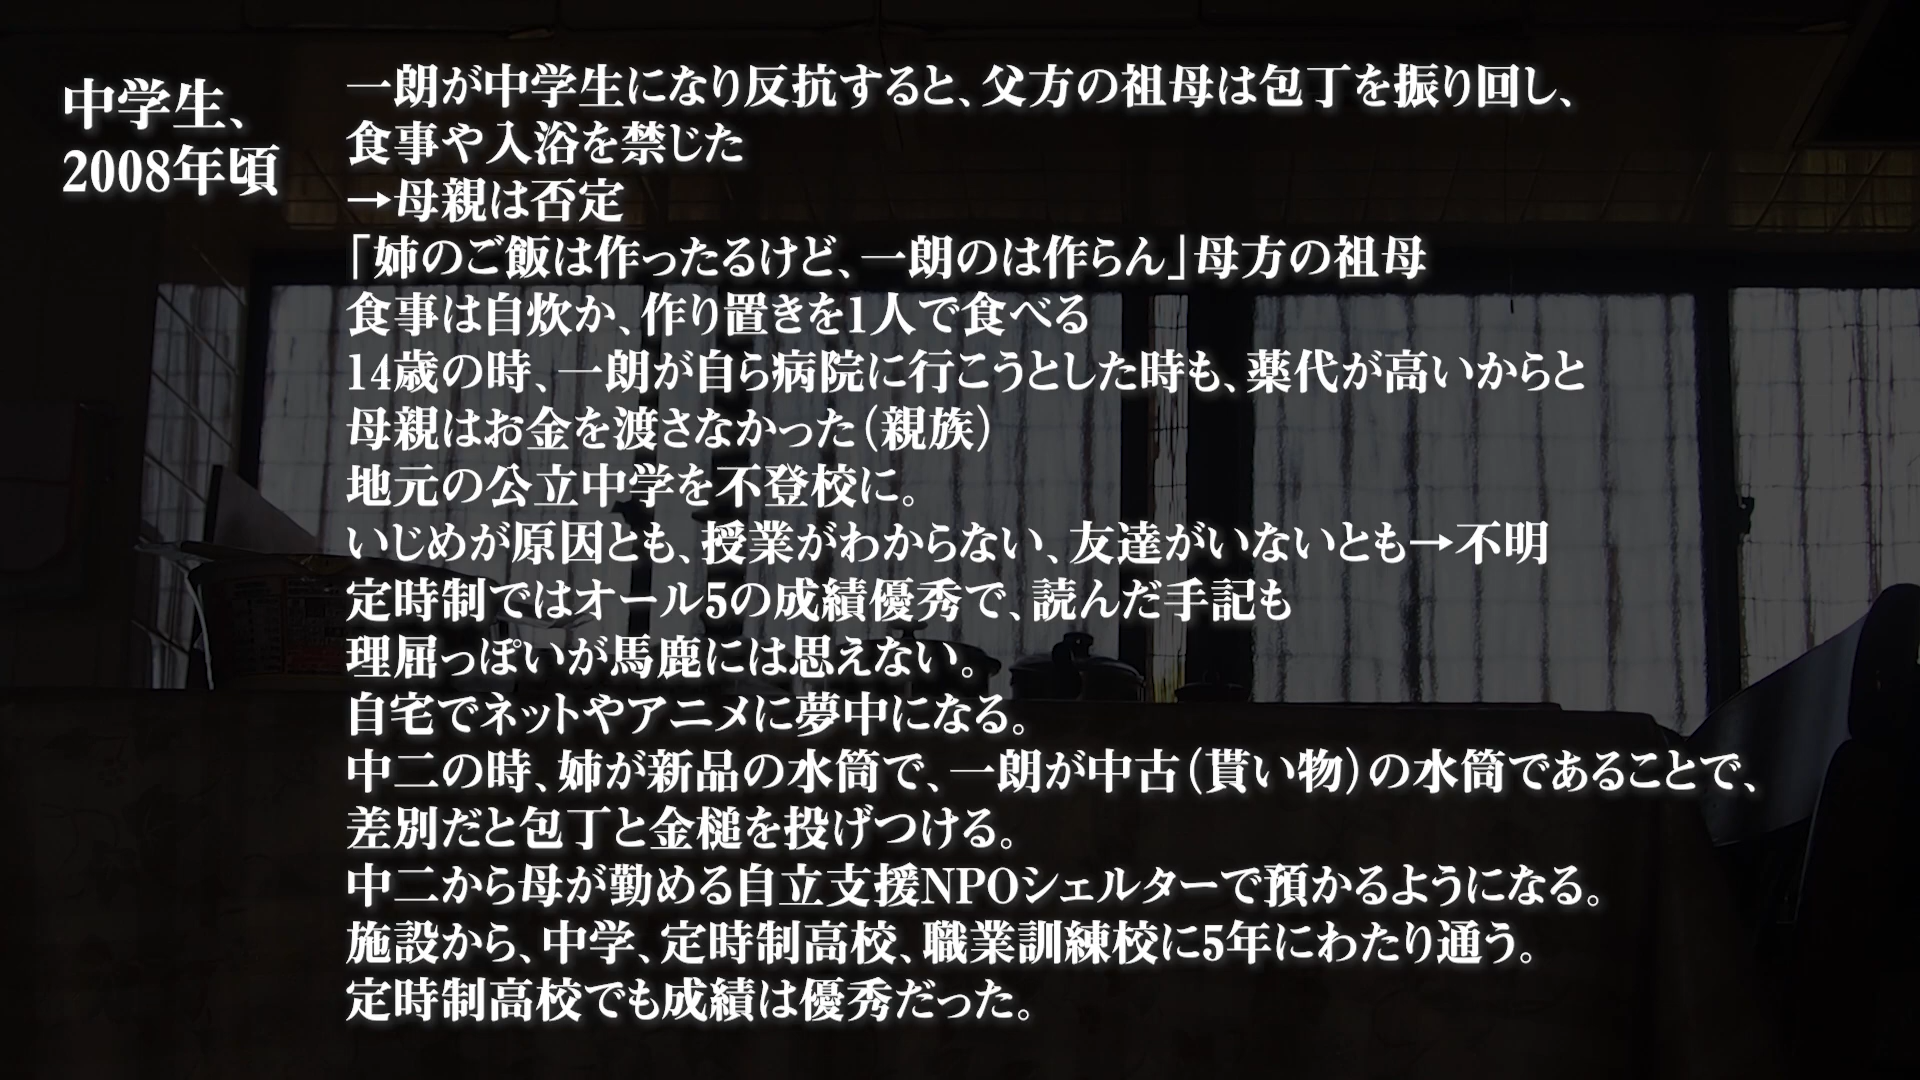 中学生、
2008年頃
一朗が中学生になり反抗すると、父方の祖母は包丁を振り回し、
食事や入浴を禁じた
→母親は否定
「姉のご飯は作ったるけど、一朗のは作らん」母方の祖母
食事は自炊か、作り置きを1人で食べる
14歳の時、一朗が自ら病院に行こうとした時も、薬代が高いからと
母親はお金を渡さなかった（親族）
地元の公立中学を不登校に。
いじめが原因とも、授業がわからない、友達がいないとも→不明
定時制ではオール5の成績優秀で、読んだ手記も
理屈っぽいが馬鹿には思えない。
自宅でネットやアニメに夢中になる。
中二の時、姉が新品の水筒で、一朗が中古（貰い物）の水筒であることで、
差別だと包丁と金槌を投げつける。
中二から母が勤める自立支援NPOシェルターで預かるようになる。
施設から、中学、定時制高校、職業訓練校に5年にわたり通う。
定時制高校でも成績は優秀だった。